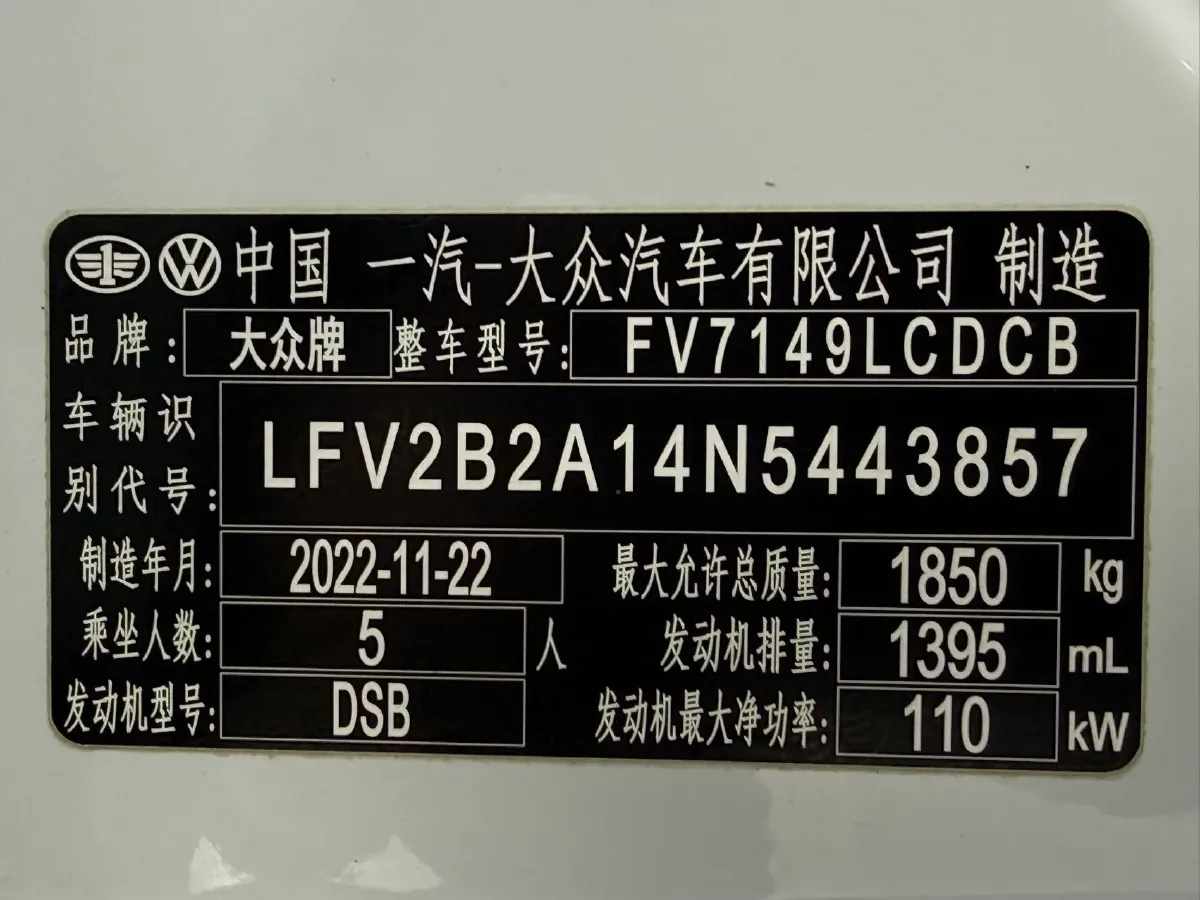 中国 一汽-大众汽车有限公司 制造
品牌: 大众牌 整车型号: FV7149LCDCB
车辆识别代号: LFV2B2A14N5443857
制造年月: 2022-11-22 最大允许总质量: 1850 kg
乘坐人数: 5 人 发动机排量: 1395 mL
发动机型号: DSB 发动机最大净功率: 110 kW